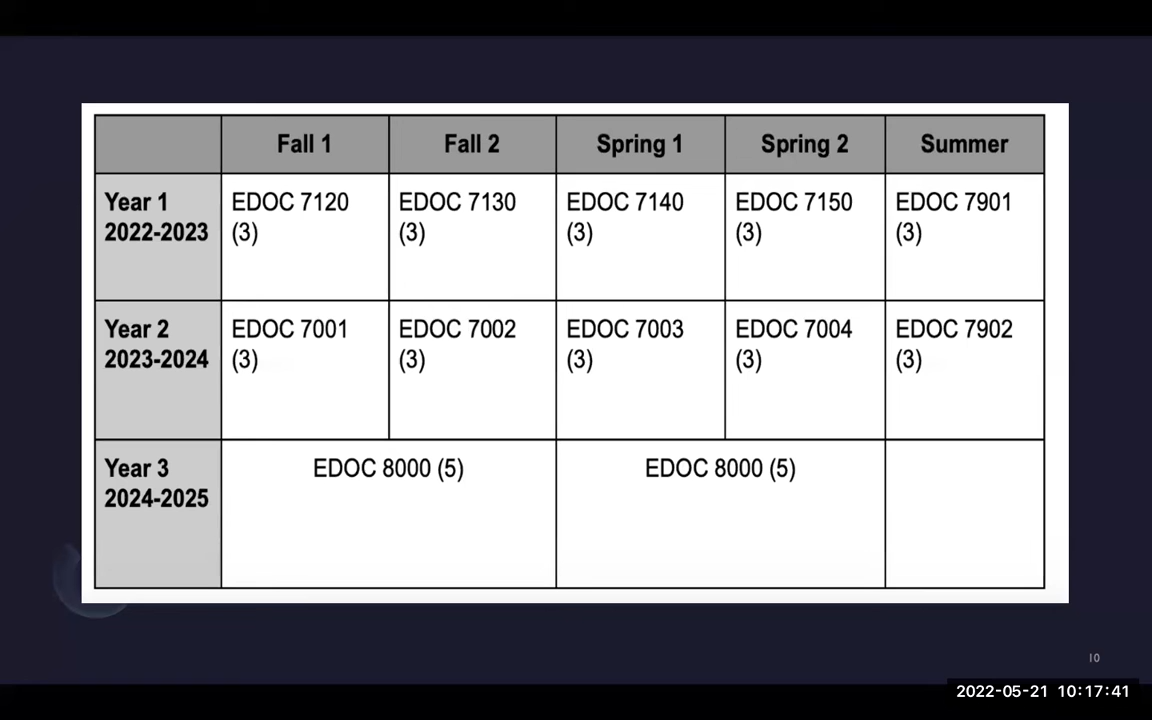 Fall 1 Fall 2 Spring 1 Spring 2 Summer
Year 1 EDOC 7120 EDOC 7130 EDOC 7140 EDOC 7150 EDOC 7901
2022-2023 (3) (3) (3) (3) (3)
Year 2 EDOC 7001 EDOC 7002 EDOC 7003 EDOC 7004 EDOC 7902
2023-2024 (3) (3) (3) (3) (3)
Year 3 EDOC 8000 (5) EDOC 8000 (5)
2024-2025
10
2022-05-21 10:17:41